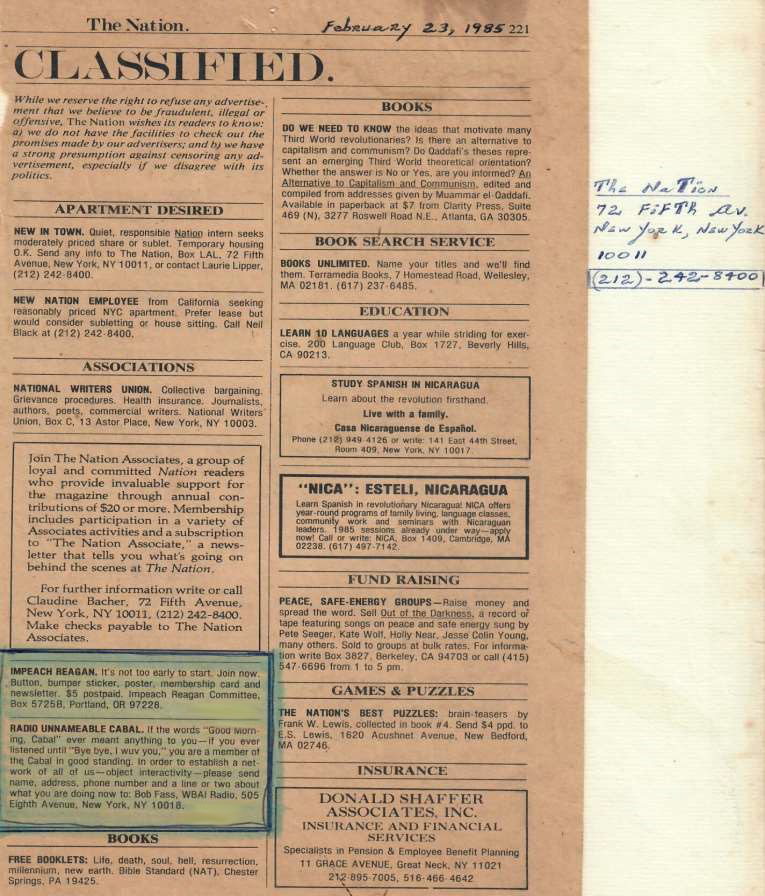 The Nation.
February 23, 1985 221
CLASSIFIED.
While we reserve the right to refuse any advertise-
ment that we believe to be fraudulent, illegal or
offensive, The Nation wishes its readers to know:
a) we do not have the facilities to check out the
promises made by our advertisers; and b) we have
a strong presumption against censoring any ad-
vertisement, especially if we disagree with its
politics.
APARTMENT DESIRED
NEW IN TOWN. Quiet, responsible Nation intern seeks
moderately priced share or sublet. Temporary housing
O.K. Send any info to The Nation, Box LAL, 72 Fifth
Avenue, New York, NY 10011, or contact Laurie Lipper,
(212) 242-8400.
NEW NATION EMPLOYEE from California seeking
reasonably priced NYC apartment. Prefer lease but
would consider subletting or house sitting. Call Neil
Black at (212) 242-8400.
ASSOCIATIONS
NATIONAL WRITERS UNION. Collective bargaining.
Grievance procedures. Health insurance. Journalists,
authors, poets, commercial writers. National Writers
Union, Box C, 13 Astor Place, New York, NY 10003.
Join The Nation Associates, a group of
loyal and committed Nation readers
who provide invaluable support for
the magazine through annual con-
tributions of $20 or more. Membership
includes participation in a variety of
Associates activities and a subscription
to "The Nation Associate," a news-
letter that tells you what's going on
behind the scenes at The Nation.
For further information write or call
Claudine Bacher, 72 Fifth Avenue,
New York, NY 10011, (212) 242-8400.
Make checks payable to The Nation
Associates.
IMPEACH REAGAN. It's not too early to start. Join now.
Button, bumper sticker, poster, membership card and
newsletter. $5 postpaid. Impeach Reagan Committee,
Box 5725B, Portland, OR 97228.
RADIO UNNAMEABLE CABAL. If the words "Good Morn-
ing, Cabal" ever meant anything to you—if you ever
listened until "Bye bye, I wuv you," you are a member of
the Cabal in good standing. In order to establish a net-
work of all of us—object interactivity—please send
name, address, phone number and a line or two about
what you are doing now to: Bob Fass, WBAI Radio, 505
Eighth Avenue, New York, NY 10018.
BOOKS
FREE BOOKLETS: Life, death, soul, hell, resurrection,
millennium, new earth. Bible Standard (NAT), Chester
Springs, PA 19425.
BOOKS
DO WE NEED TO KNOW the ideas that motivate many
Third World revolutionaries? Is there an alternative to
capitalism and communism? Do Qaddafi's theses repre-
sent an emerging Third World theoretical orientation?
Whether the answer is No or Yes, are you informed? An
Alternative to Capitalism and Communism, edited and
compiled from addresses given by Muammar el-Qaddafi.
Available in paperback at $7 from Clarity Press, Suite
469 (N), 3277 Roswell Road N.E., Atlanta, GA 30305.
BOOK SEARCH SERVICE
BOOKS UNLIMITED. Name your titles and we'll find
them. Terramedia Books, 7 Homestead Road, Wellesley,
MA 02181. (617) 237-6485.
EDUCATION
LEARN 10 LANGUAGES a year while striding for exer-
cise. 200 Language Club, Box 1727, Beverly Hills,
CA 90213.
STUDY SPANISH IN NICARAGUA
Learn about the revolution firsthand.
Live with a family.
Casa Nicaraguense de Español.
Phone (212) 949-4126 or write: 141 East 44th Street,
Room 409, New York, NY 10017.
"NICA": ESTELI, NICARAGUA
Learn Spanish in revolutionary Nicaragua! NICA offers
year-round programs of family living, language classes,
community work and seminars with Nicaraguan
leaders. 1985 sessions already under way—apply
now! Call or write: NICA, Box 1409, Cambridge, MA
02238. (617) 497-7142.
FUND RAISING
PEACE, SAFE-ENERGY GROUPS—Raise money and
spread the word. Sell Out of the Darkness, a record or
tape featuring songs on peace and safe energy sung by
Pete Seeger, Kate Wolf, Holly Near, Jesse Colin Young,
many others. Sold to groups at bulk rates. For informa-
tion write Box 3827, Berkeley, CA 94703 or call (415)
547-6696 from 1 to 5 pm.
GAMES & PUZZLES
THE NATION'S BEST PUZZLES: brain-teasers by
Frank W. Lewis, collected in book #4. Send $4 ppd. to
E.S. Lewis, 1620 Acushnet Avenue, New Bedford,
MA 02746.
INSURANCE
DONALD SHAFFER
ASSOCIATES, INC.
INSURANCE AND FINANCIAL
SERVICES
Specialists in Pension & Employee Benefit Planning
11 GRACE AVENUE, Great Neck, NY 11021
212-895-7005, 516-466-4642
The Nation
72 Fifth Av.
New York, New York
10011
(212)-242-8400